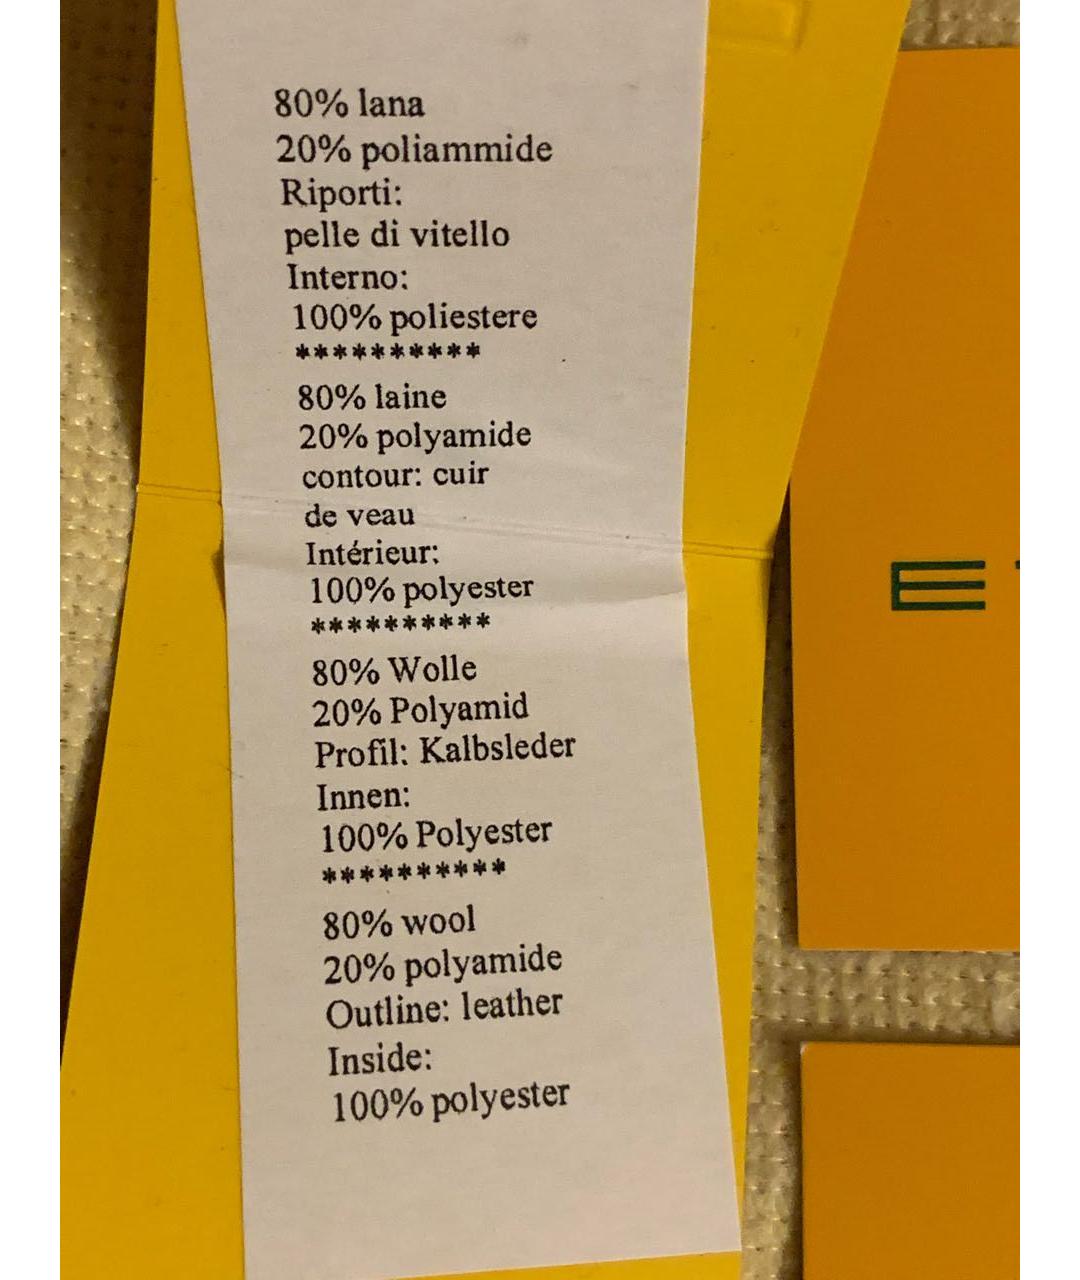 80% lana
20% poliammide
Riporti:
pelle di vitello
Interno:
100% poliestere
**********
80% laine
20% polyamide
contour: cuir
de veau
Intérieur:
100% polyester
**********
80% Wolle
20% Polyamid
Profil: Kalbsleder
Innen:
100% Polyester
**********
80% wool
20% polyamide
Outline: leather
Inside:
100% polyester
E